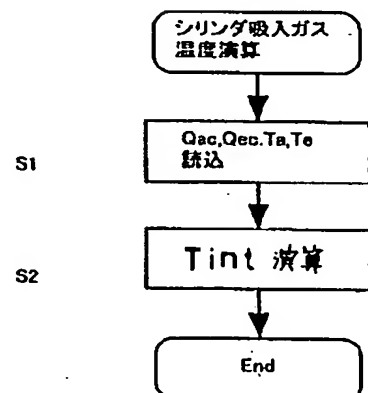 シリンダ吸入ガス
温度演算
S1
Qac,Qec.Ta,Te
読込
S2
Tint 演算
End